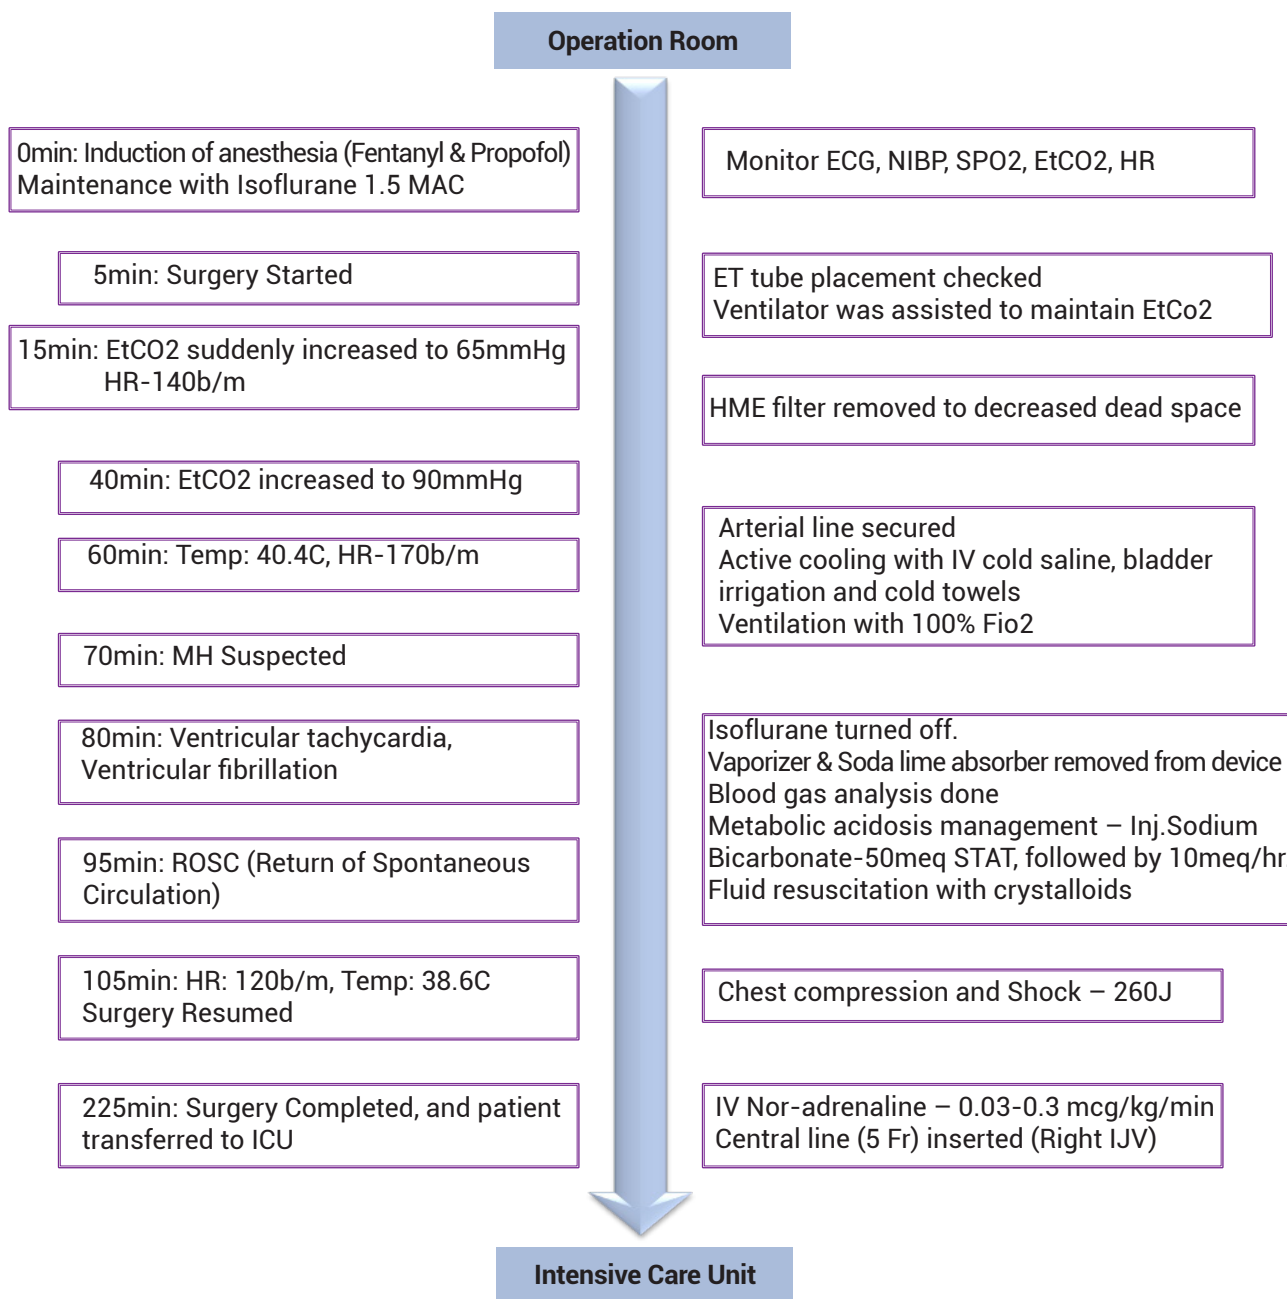 Operation Room
0min: Induction of anesthesia (Fentanyl & Propofol)
Maintenance with Isoflurane 1.5 MAC
Monitor ECG, NIBP, SPO2, EtCO2, HR
5min: Surgery Started
ET tube placement checked
Ventilator was assisted to maintain EtCo2
15min: EtCO2 suddenly increased to 65mmHg
HR-140b/m
HME filter removed to decreased dead space
40min: EtCO2 increased to 90mmHg
60min: Temp: 40.4C, HR-170b/m
Arterial line secured
Active cooling with IV cold saline, bladder
irrigation and cold towels
Ventilation with 100% Fio2
70min: MH Suspected
80min: Ventricular tachycardia,
Ventricular fibrillation
Isoflurane turned off.
Vaporizer & Soda lime absorber removed from device
Blood gas analysis done
Metabolic acidosis management – Inj.Sodium
Bicarbonate-50meq STAT, followed by 10meq/hr
Fluid resuscitation with crystalloids
95min: ROSC (Return of Spontaneous
Circulation)
105min: HR: 120b/m, Temp: 38.6C
Surgery Resumed
Chest compression and Shock – 260J
225min: Surgery Completed, and patient
transferred to ICU
IV Nor-adrenaline – 0.03-0.3 mcg/kg/min
Central line (5 Fr) inserted (Right IJV)
Intensive Care Unit